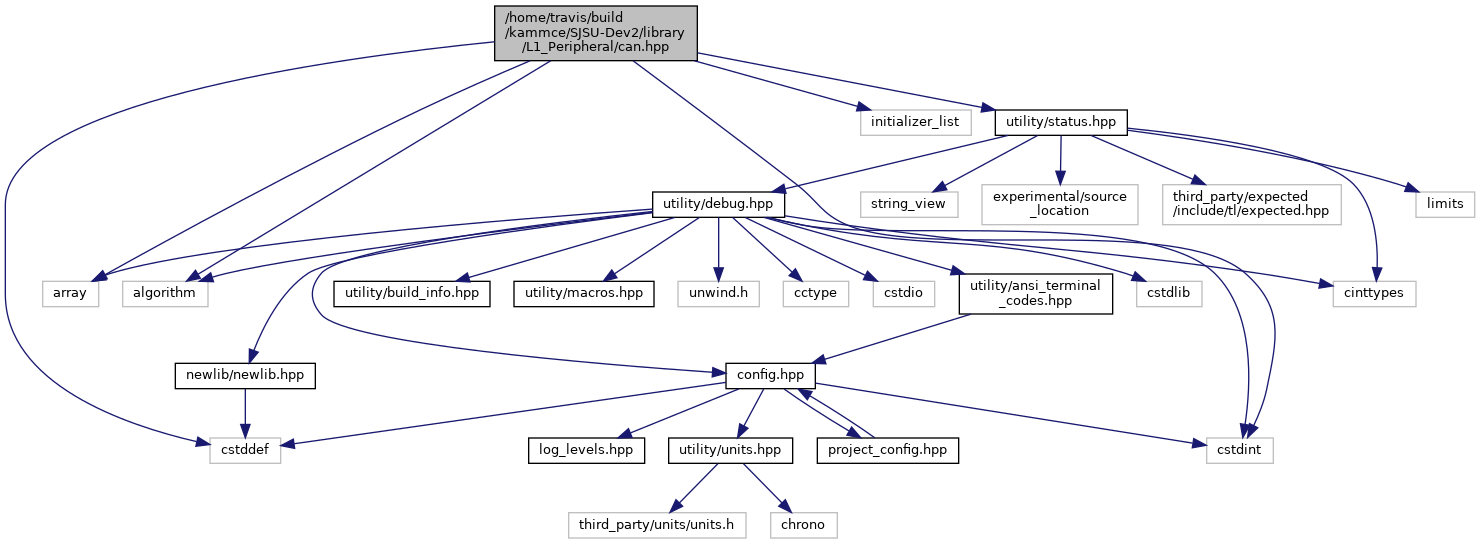 /home/travis/build
/kammce/SJSU-Dev2/library
/L1_Peripheral/can.hpp
initializer_list
utility/status.hpp
utility/debug.hpp
string_view
experimental/source
_location
third_party/expected
/include/tl/expected.hpp
limits
array
algorithm
utility/build_info.hpp
utility/macros.hpp
unwind.h
cctype
cstdio
utility/ansi_terminal
_codes.hpp
cstdlib
cinttypes
newlib/newlib.hpp
config.hpp
cstddef
log_levels.hpp
utility/units.hpp
project_config.hpp
cstdint
third_party/units/units.h
chrono